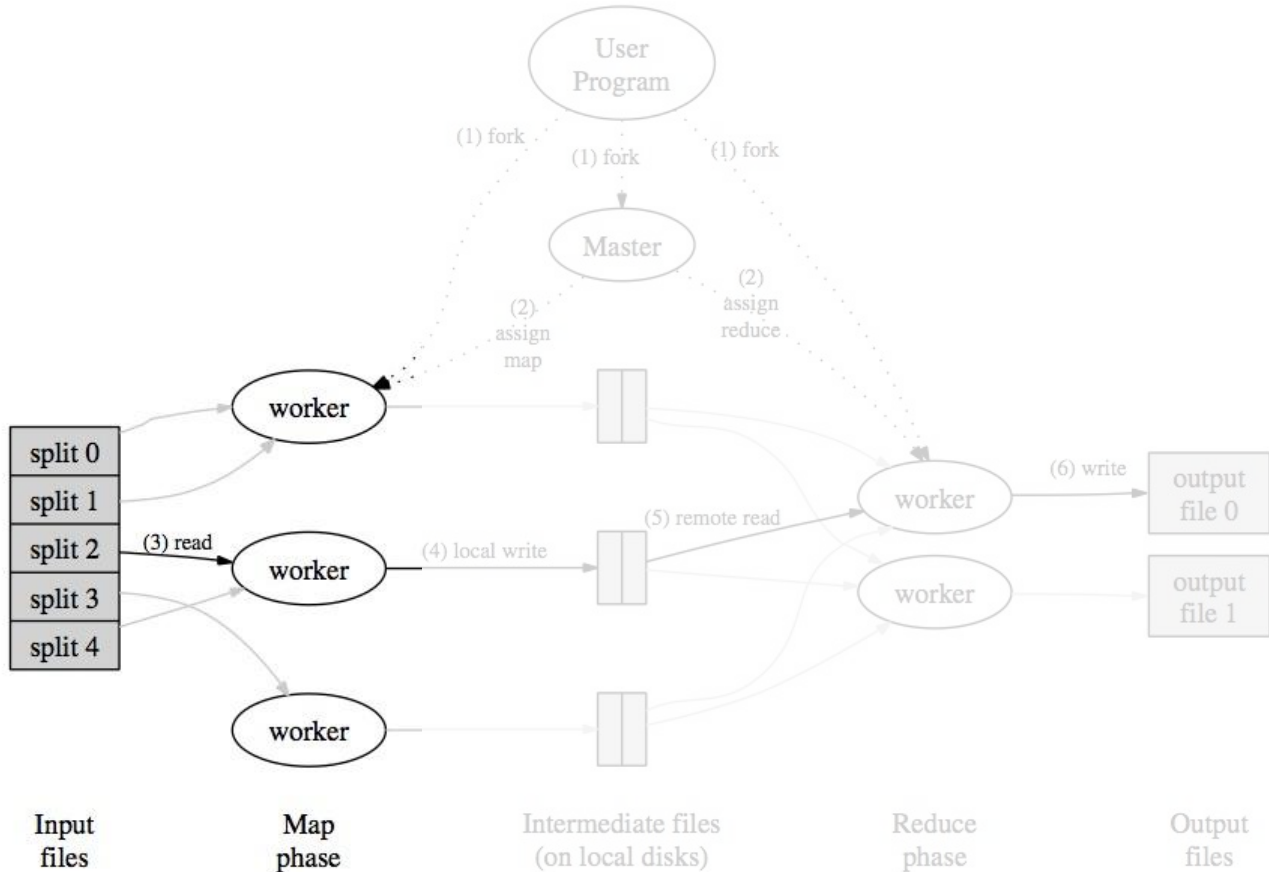 User
Program
(1) fork
(1) fork
(1) fork
Master
(2)
assign
map
(2)
assign
reduce
split 0
split 1
split 2
split 3
split 4
(3) read
worker
worker
worker
(4) local write
(5) remote read
worker
worker
(6) write
output
file 0
output
file 1
Input
files
Map
phase
Intermediate files
(on local disks)
Reduce
phase
Output
files